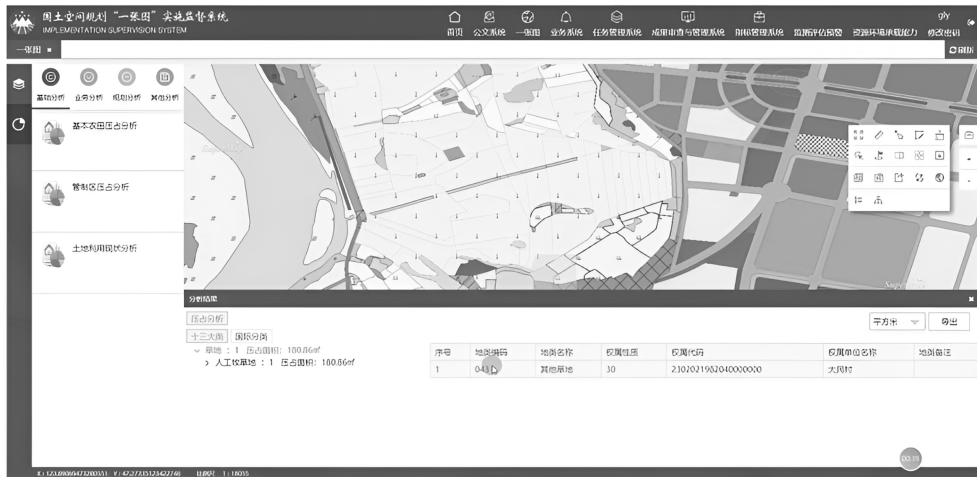 国土空间规划“一张图”实施监督系统
IMPLEMENTATION SUPERVISION SYSTEM
首页 公文系统 一张图 业务系统 任务管理系统 成果审查与管理系统 指标管理系统 监测评估预警 资源环境承载能力 修改密码
gly
一张图 × 刷新
基础分析 业务分析 规划分析 其他分析
基本农田压占分析
管制区压占分析
土地利用现状分析
分析结果
压占分析
平方米 导出
十三大类 国标分类
草地 : 1 压占面积: 180.86㎡
人工牧草地 : 1 压占面积: 180.86㎡
序号 地类编码 地类名称 权属性质 权属代码 权属单位名称 地类备注
1 043 其他草地 30 大民村
00:19
比例尺